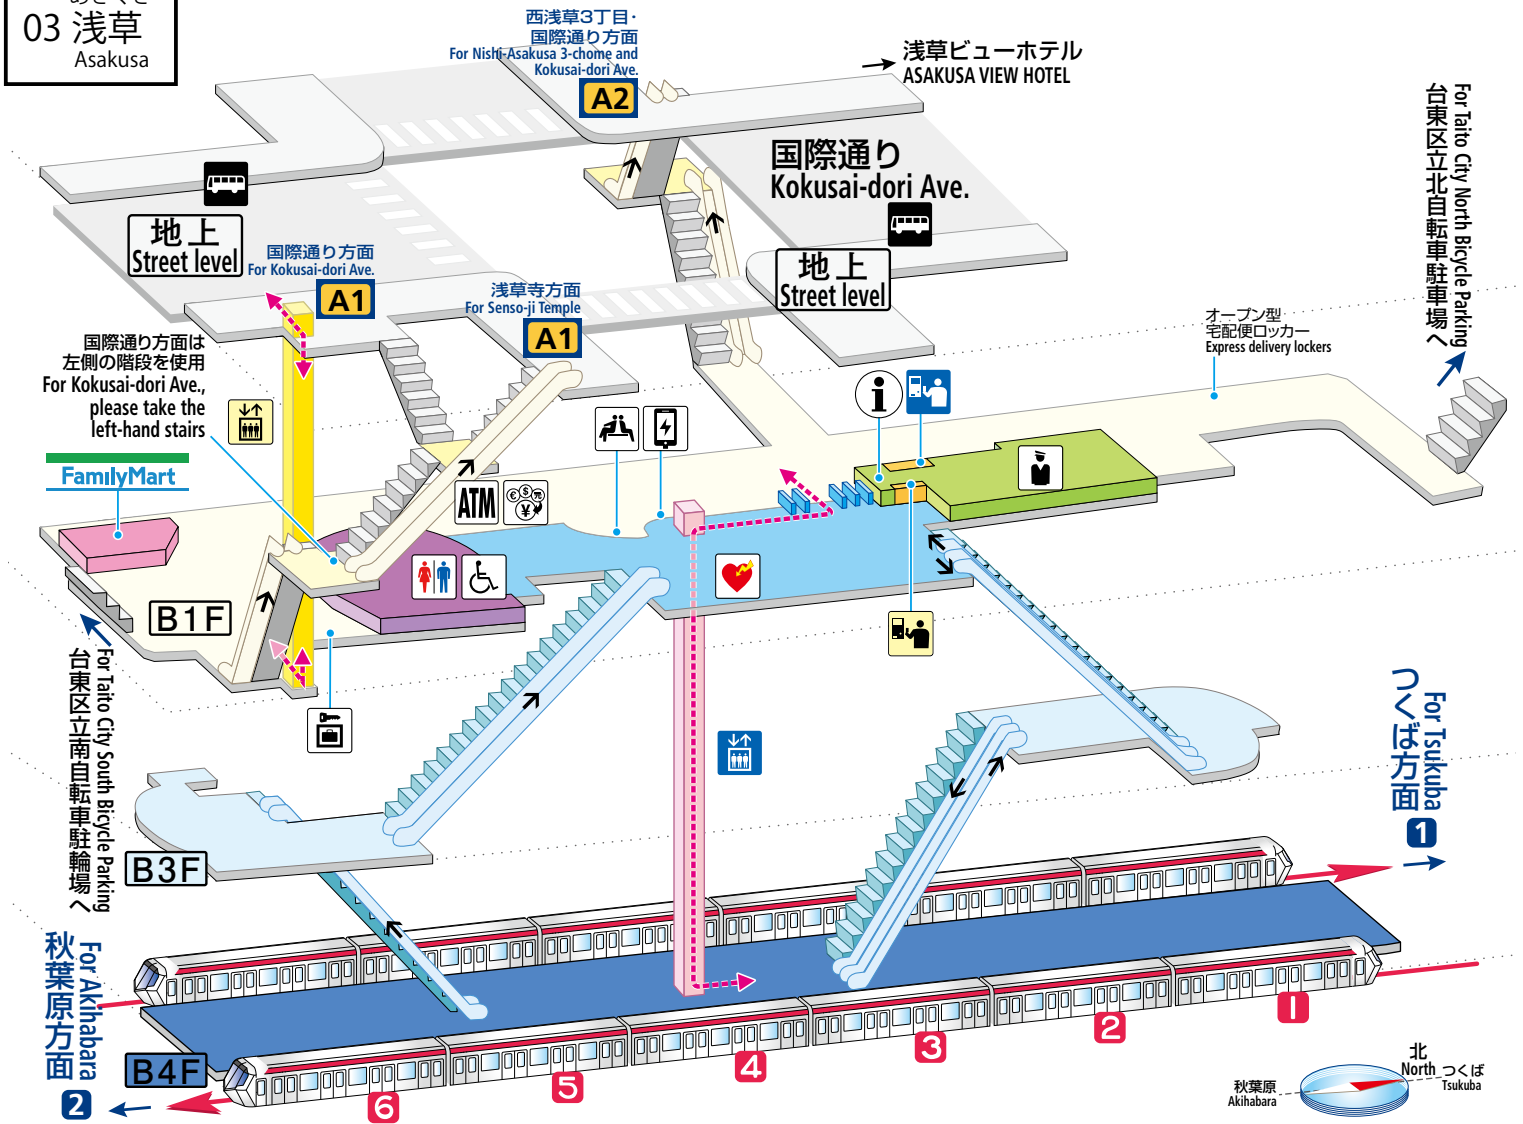 03 浅草
Asakusa
西浅草3丁目・
国際通り方面
For Nishi-Asakusa 3-chome and
Kokusai-dori Ave.
A2
浅草ビューホテル
ASAKUSA VIEW HOTEL
国際通り
Kokusai-dori Ave.
地上
Street level
地上
Street level
国際通り方面
For Kokusai-dori Ave.
A1
浅草寺方面
For Senso-ji Temple
A1
国際通り方面は
左側の階段を使用
For Kokusai-dori Ave.,
please take the
left-hand stairs
FamilyMart
オープン型
宅配便ロッカー
Express delivery lockers
For Taito City North Bicycle Parking
台東区立北自転車駐車場へ
ATM
B1F
For Taito City South Bicycle Parking
台東区立南自転車駐輪場へ
B3F
For Tsukuba
つくば方面
1
For Akihabara
秋葉原方面
2
B4F
6
5
4
3
2
1
北
North
つくば
Tsukuba
秋葉原
Akihabara